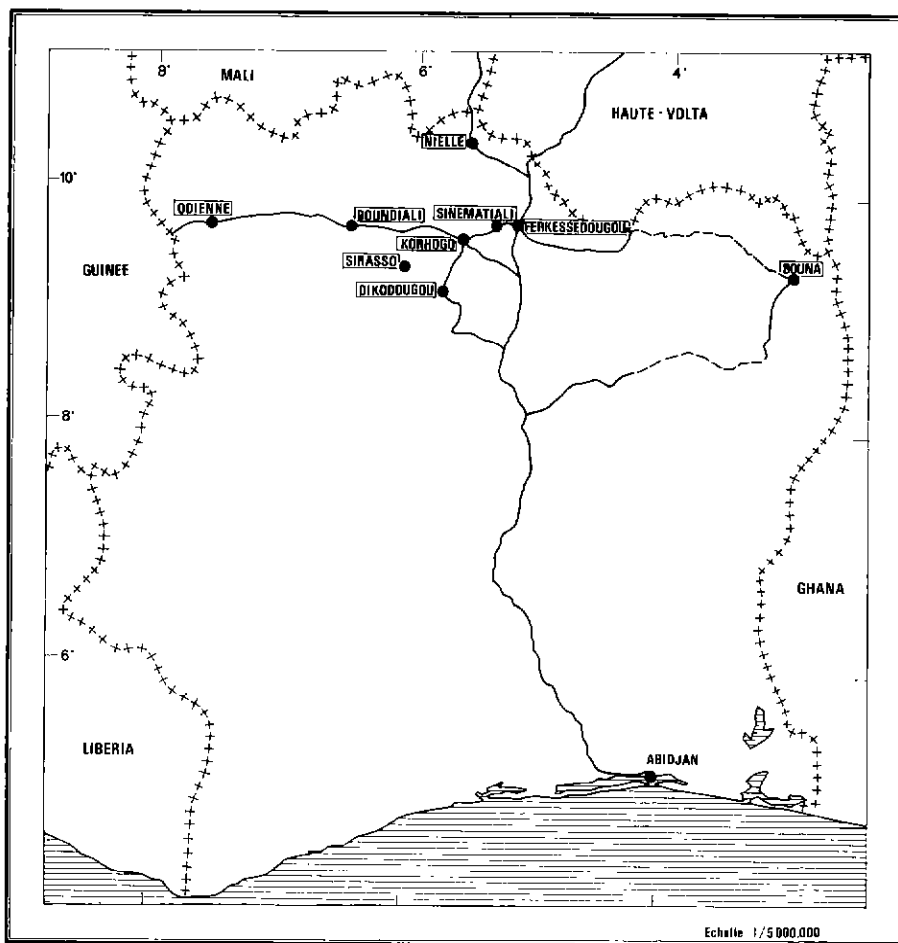 8°
6°
4°
MALI
HAUTE-VOLTA
NIELLE
10°
ODIENNE
BOUNDIALI
SINEMATIALI
FERKESSEDOUGOU
KORHOGO
SIRASSO
GUINEE
BOUNA
DIKODOUGOU
8°
GHANA
6°
LIBERIA
ABIDJAN
Echelle 1/5 000.000